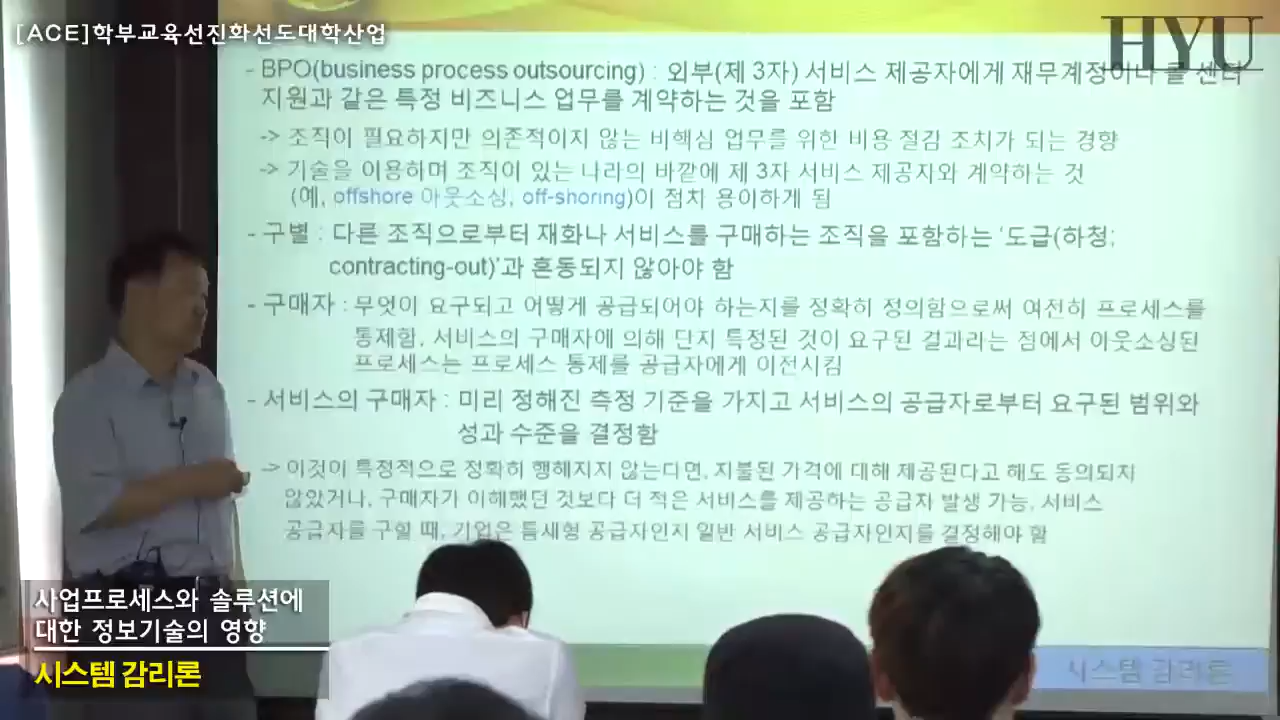 [ACE]학부교육선진화선도대학산업
HYU
- BPO(business process outsourcing) : 외부(제 3자) 서비스 제공자에게 재무계정이나 콜 센터
지원과 같은 특정 비즈니스 업무를 계약하는 것을 포함
-> 조직이 필요하지만 의존적이지 않는 비핵심 업무를 위한 비용 절감 조치가 되는 경향
-> 기술을 이용하며 조직이 있는 나라의 바깥에 제 3자 서비스 제공자와 계약하는 것
(예, offshore 아웃소싱, off-shoring)이 점차 용이하게 됨
- 구별 : 다른 조직으로부터 재화나 서비스를 구매하는 조직을 포함하는 '도급(하청;
contracting-out)'과 혼동되지 않아야 함
- 구매자 : 무엇이 요구되고 어떻게 공급되어야 하는지를 정확히 정의함으로써 여전히 프로세스를
통제함, 서비스의 구매자에 의해 단지 특정된 것이 요구된 결과라는 점에서 아웃소싱된
프로세스는 프로세스 통제를 공급자에게 이전시킴
- 서비스의 구매자 : 미리 정해진 측정 기준을 가지고 서비스의 공급자로부터 요구된 범위와
성과 수준을 결정함
-> 이것이 특정적으로 정확히 행해지지 않는다면, 지불된 가격에 대해 제공된다고 해도 동의되지
않았거나, 구매자가 이해했던 것보다 더 적은 서비스를 제공하는 공급자 발생 가능, 서비스
공급자를 구할 때, 기업은 틈새형 공급자인지 일반 서비스 공급자인지를 결정해야 함
사업프로세스와 솔루션에
대한 정보기술의 영향
시스템 감리론
시스템 감리론